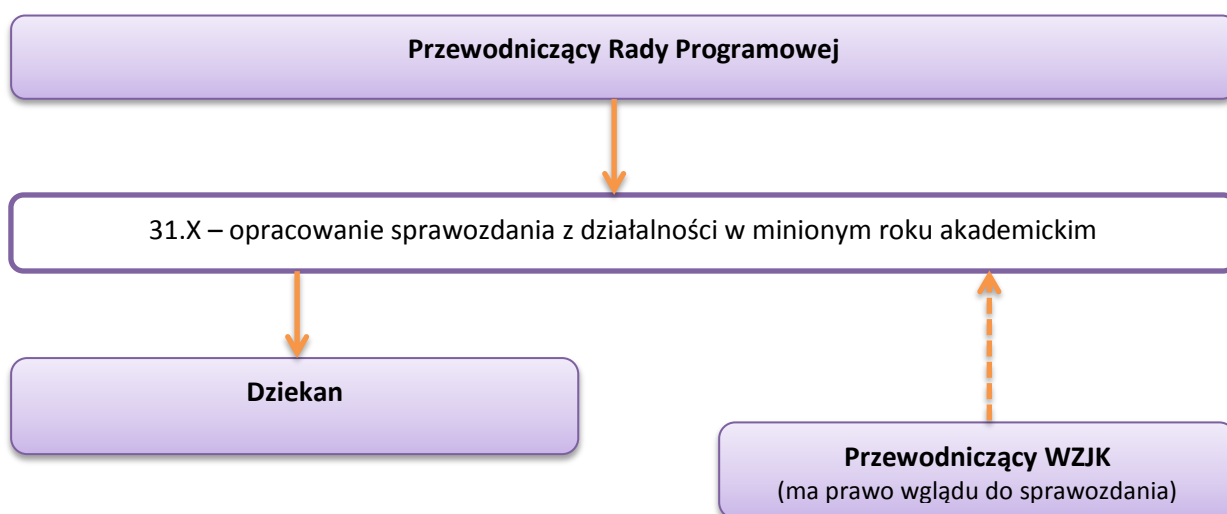 Przewodniczący Rady Programowej
31.X – opracowanie sprawozdania z działalności w minionym roku akademickim
Dziekan
Przewodniczący WZJK
(ma prawo wglądu do sprawozdania)